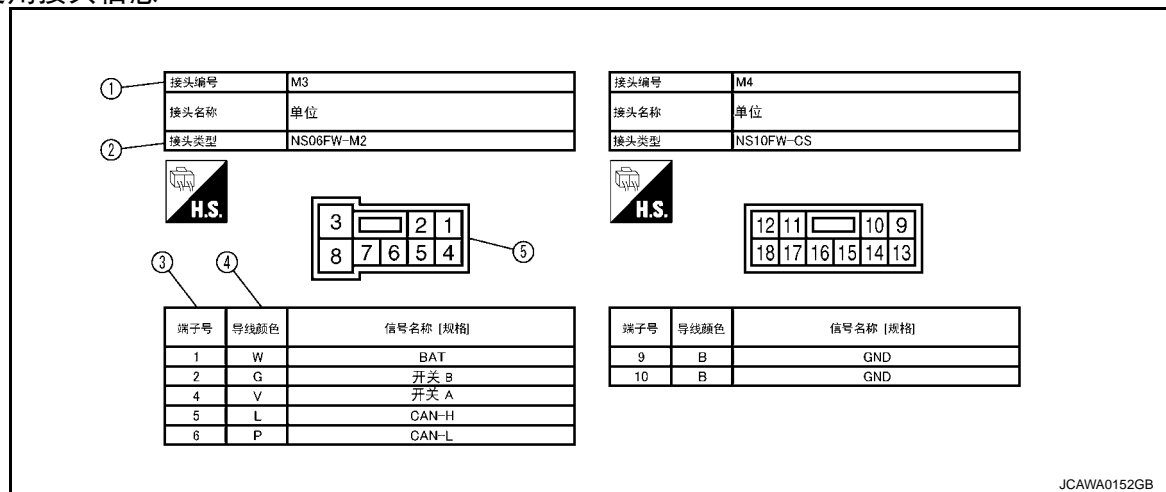 ① 接头编号 M3
接头名称 单位
② 接头类型 NS06FW-M2
H.S.
3 2 1
8 7 6 5 4
⑤
③ ④
端子号 导线颜色 信号名称 [规格]
1 W BAT
2 G 开关 B
4 V 开关 A
5 L CAN-H
6 P CAN-L
接头编号 M4
接头名称 单位
接头类型 NS10FW-CS
H.S.
12 11 10 9
18 17 16 15 14 13
端子号 导线颜色 信号名称 [规格]
9 B GND
10 B GND
JCAWA0152GB